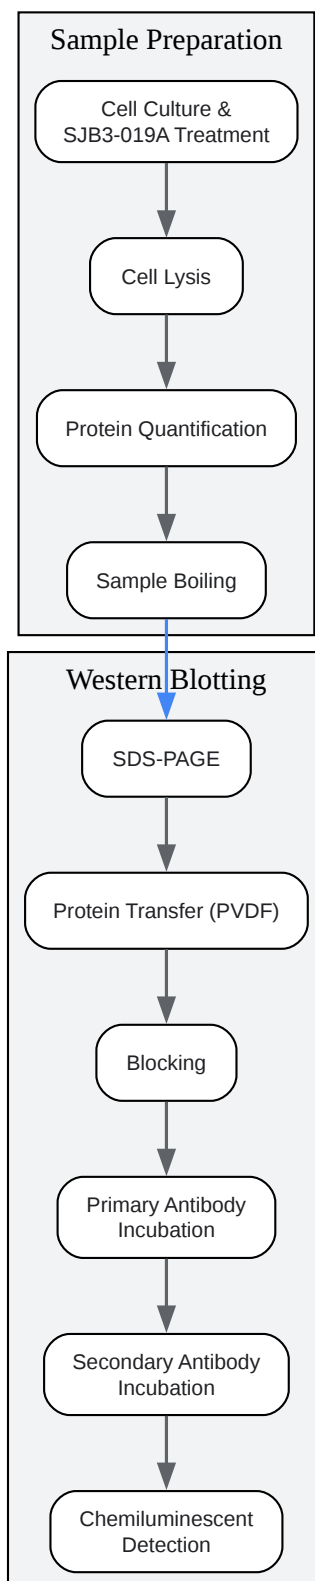 Sample Preparation
Cell Culture &
SJB3-019A Treatment
Cell Lysis
Protein Quantification
Sample Boiling
Western Blotting
SDS-PAGE
Protein Transfer (PVDF)
Blocking
Primary Antibody
Incubation
Secondary Antibody
Incubation
Chemiluminescent
Detection